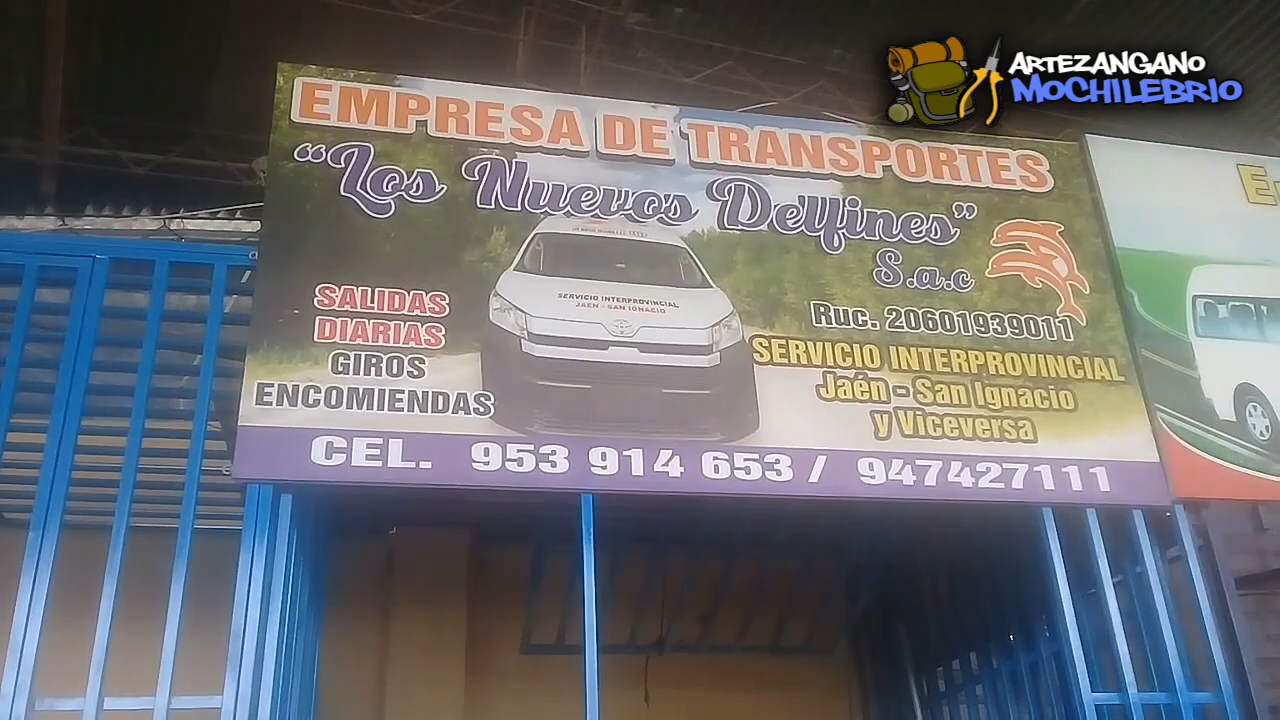 ARTEZANGANO
MOCHILEBRIO
EMPRESA DE TRANSPORTES
"Los Nuevos Delfines"
S.a.c
SERVICIO INTERPROVINCIAL
JAEN - SAN IGNACIO
SALIDAS
DIARIAS
GIROS
ENCOMIENDAS
Ruc. 20601939011
SERVICIO INTERPROVINCIAL
Jaén - San Ignacio
y Viceversa
CEL. 953 914 653 / 947427111